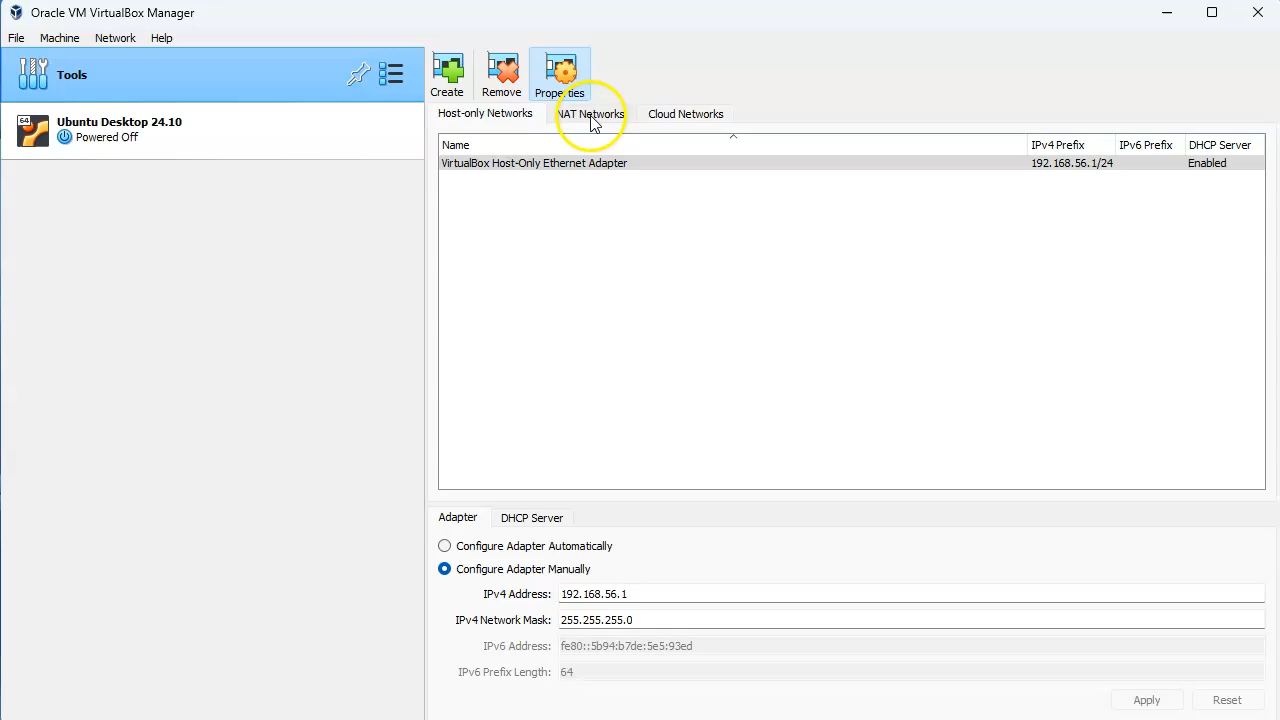 Oracle VM VirtualBox Manager
File Machine Network Help
Tools
Create Remove Properties
64 Ubuntu Desktop 24.10
Powered Off
Host-only Networks NAT Networks Cloud Networks
Name IPv4 Prefix IPv6 Prefix DHCP Server
VirtualBox Host-Only Ethernet Adapter 192.168.56.1/24 Enabled
Adapter DHCP Server
Configure Adapter Automatically
Configure Adapter Manually
IPv4 Address: 192.168.56.1
IPv4 Network Mask: 255.255.255.0
IPv6 Address: fe80::5b94:b7de:5e5:93ed
IPv6 Prefix Length: 64
Apply Reset